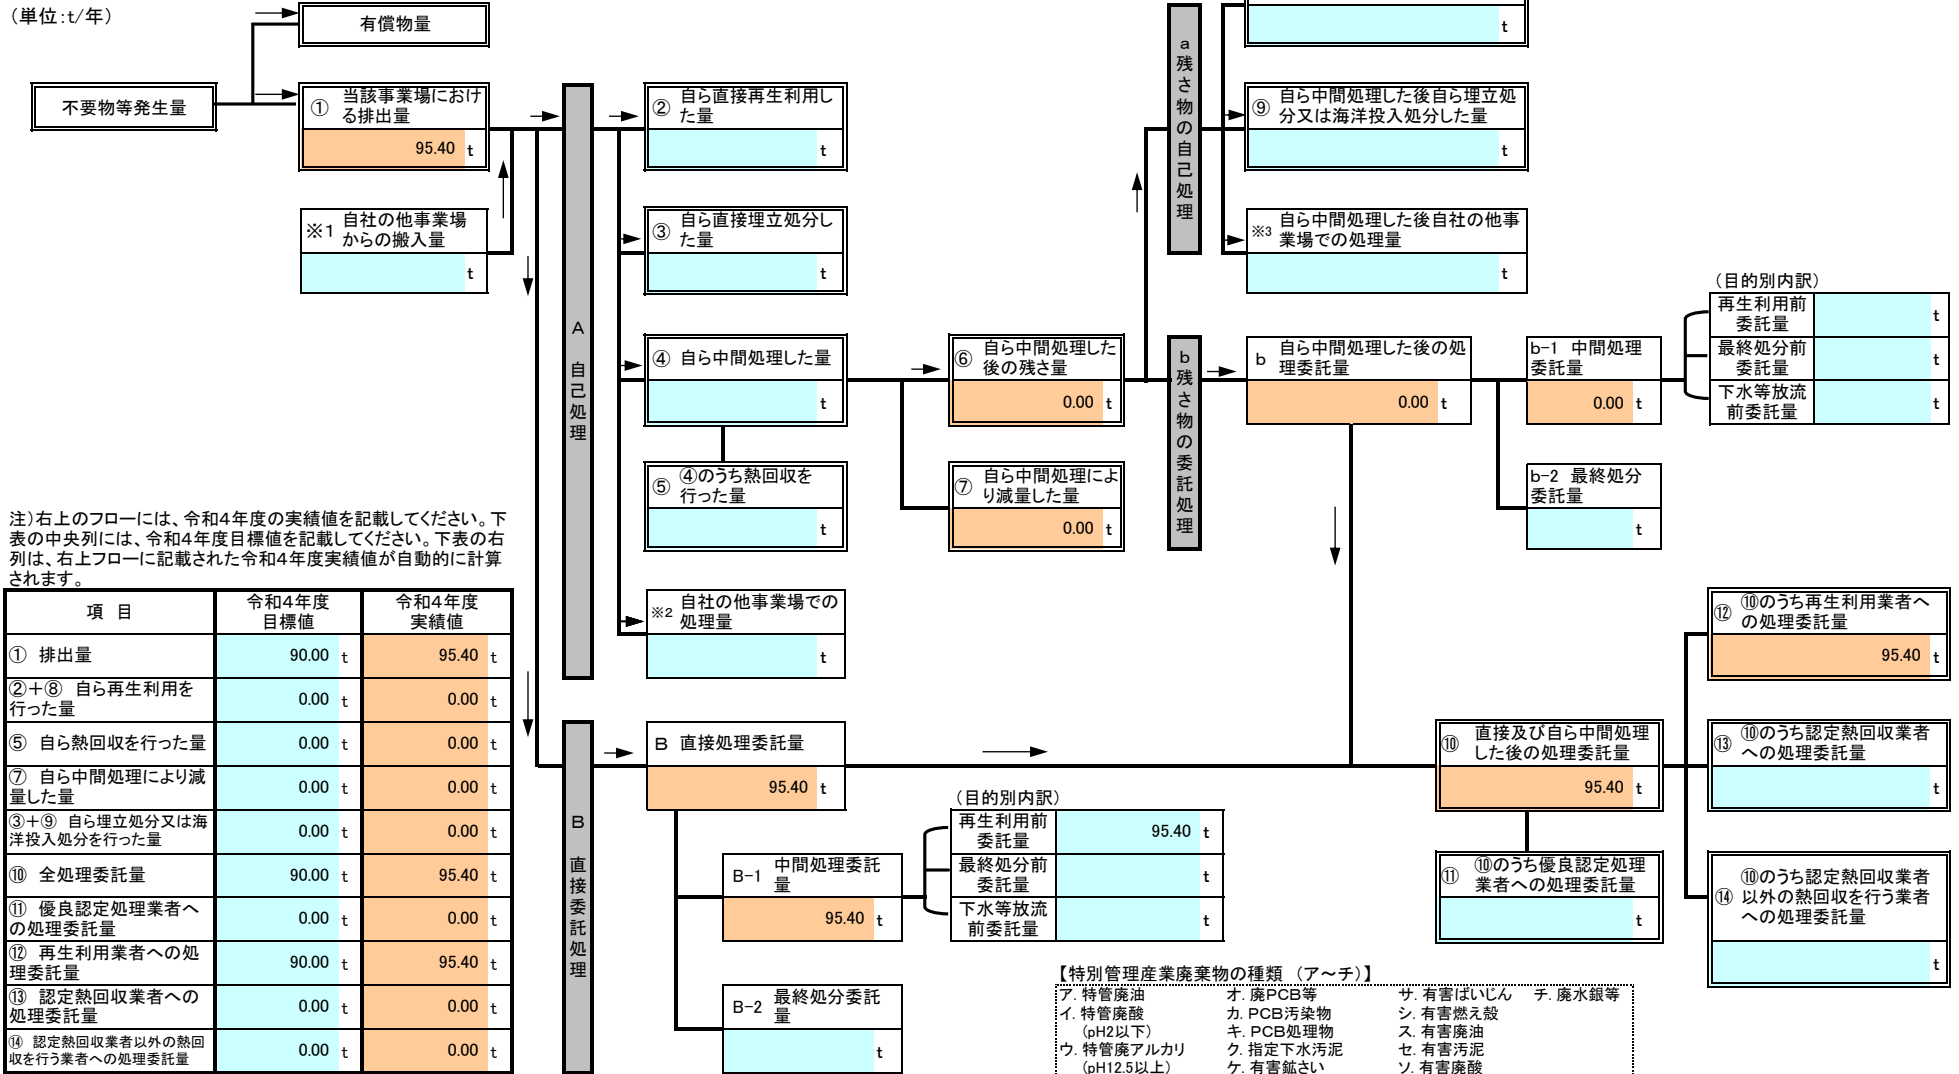 (単位:t/年)
有償物量
不要物等発生量
① 当該事業場におけ
る排出量
95.40 t
※1 自社の他事業場
からの搬入量
t
A 自己処理
② 自ら直接再生利用し
た量
t
③ 自ら直接埋立処分し
た量
t
④ 自ら中間処理した量
t
⑤ ④のうち熱回収を
行った量
t
※2 自社の他事業場での
処理量
t
⑥ 自ら中間処理した
後の残さ量
0.00 t
⑦ 自ら中間処理によ
り減量した量
0.00 t
a残さ物の自己処理
t
⑨ 自ら中間処理した後自ら埋立処
分又は海洋投入処分した量
t
※3 自ら中間処理した後自社の他事
業場での処理量
t
b残さ物の委託処理
b 自ら中間処理した後の処
理委託量
0.00 t
b-1 中間処理
委託量
0.00 t
b-2 最終処分
委託量
t
(目的別内訳)
再生利用前
委託量
t
最終処分前
委託量
t
下水等放流
前委託量
t
注)右上のフローには、令和4年度の実績値を記載してください。下
表の中央列には、令和4年度目標値を記載してください。下表の右
列は、右上フローに記載された令和4年度実績値が自動的に計算
されます。
項 目 令和4年度
目標値 令和4年度
実績値
① 排出量 90.00 t 95.40 t
②+⑧ 自ら再生利用を
行った量 0.00 t 0.00 t
⑤ 自ら熱回収を行った量 0.00 t 0.00 t
⑦ 自ら中間処理により減
量した量 0.00 t 0.00 t
③+⑨ 自ら埋立処分又は海
洋投入処分を行った量 0.00 t 0.00 t
⑩ 全処理委託量 90.00 t 95.40 t
⑪ 優良認定処理業者へ
の処理委託量 0.00 t 0.00 t
⑫ 再生利用業者への処
理委託量 90.00 t 95.40 t
⑬ 認定熱回収業者への
処理委託量 0.00 t 0.00 t
⑭ 認定熱回収業者以外の熱回
収を行う業者への処理委託量 0.00 t 0.00 t
B 直接委託処理
B 直接処理委託量
95.40 t
B-1 中間処理委託
量
95.40 t
B-2 最終処分委託
量
t
(目的別内訳)
再生利用前
委託量
95.40 t
最終処分前
委託量
t
下水等放流
前委託量
t
⑩ 直接及び自ら中間処理
した後の処理委託量
95.40 t
⑪ ⑩のうち優良認定処理
業者への処理委託量
t
⑫ ⑩のうち再生利用業者へ
の処理委託量
95.40 t
⑬ ⑩のうち認定熱回収業者
への処理委託量
t
⑭ ⑩のうち認定熱回収業者
以外の熱回収を行う業者
への処理委託量
t
【特別管理産業廃棄物の種類 (ア~チ)】
ア. 特管廃油 オ. 廃PCB等 サ. 有害ばいじん チ. 廃水銀等
イ. 特管廃酸 カ. PCB汚染物 シ. 有害燃え殻
(pH2以下) キ. PCB処理物 ス. 有害廃油
ウ. 特管廃アルカリ ク. 指定下水汚泥 セ. 有害汚泥
(pH12.5以上) ケ. 有害鉱さい ソ. 有害廃酸